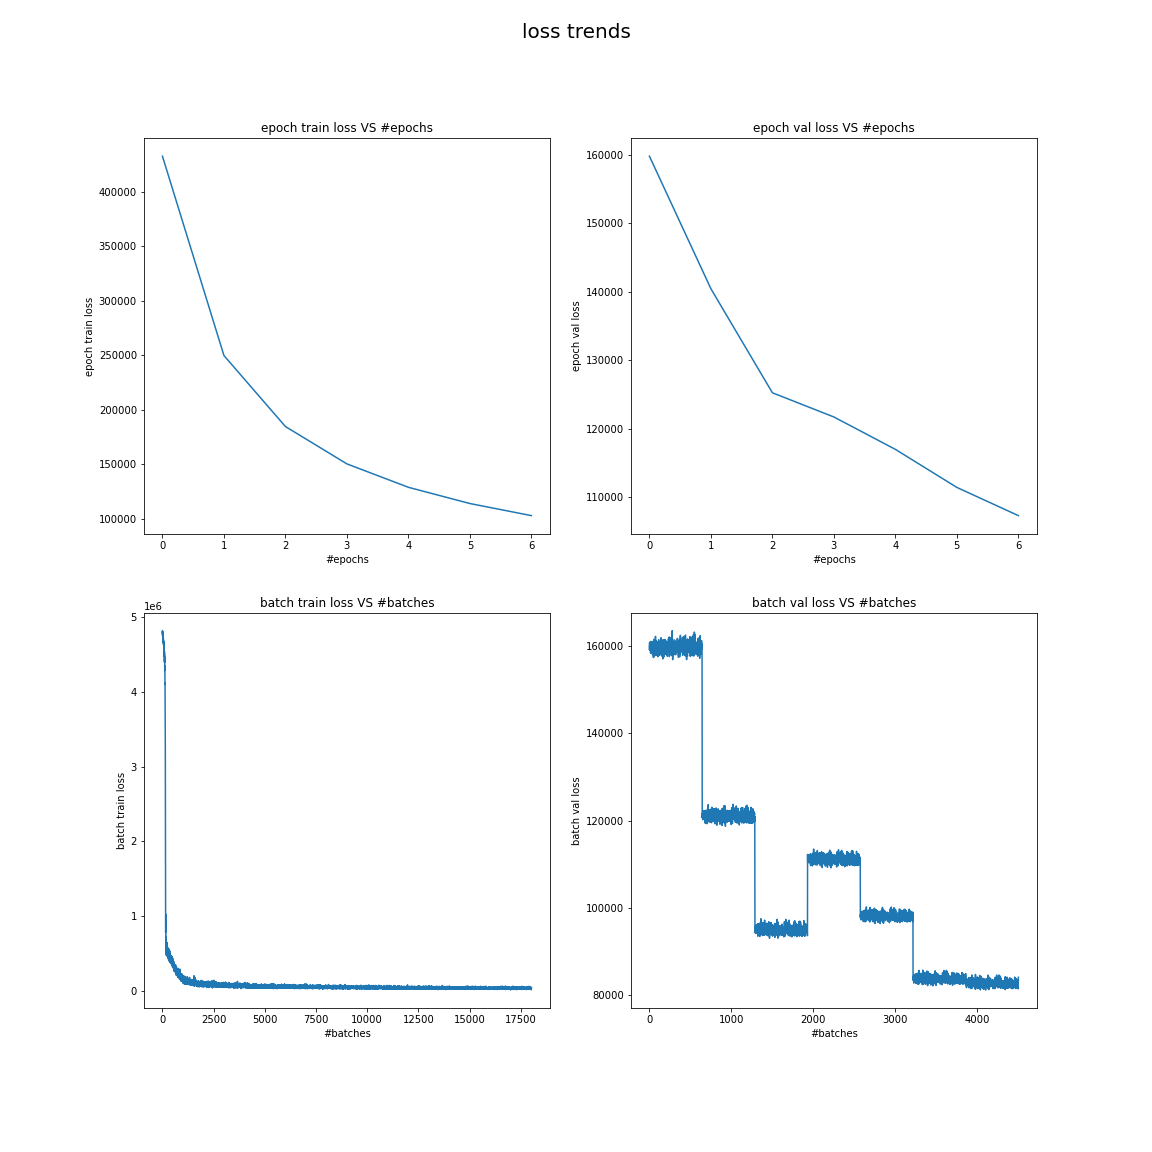 loss trends
epoch train loss VS #epochs
400000
350000
300000
250000
200000
150000
100000
epoch train loss
0 1 2 3 4 5 6
#epochs
epoch val loss VS #epochs
160000
150000
140000
130000
120000
110000
epoch val loss
0 1 2 3 4 5 6
#epochs
batch train loss VS #batches
1e6
5
4
3
2
1
0
batch train loss
0 2500 5000 7500 10000 12500 15000 17500
#batches
batch val loss VS #batches
160000
140000
120000
100000
80000
batch val loss
0 1000 2000 3000 4000
#batches